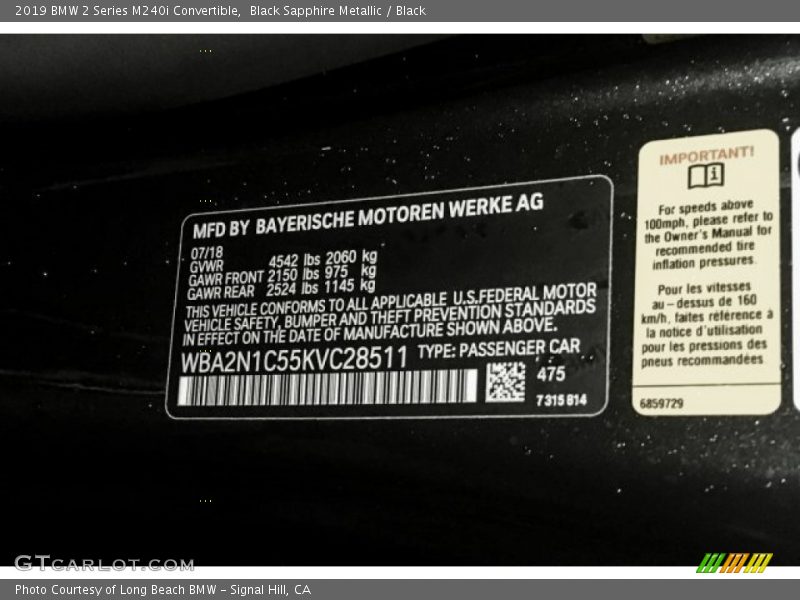 2019 BMW 2 Series M240i Convertible, Black Sapphire Metallic / Black
MFD BY BAYERISCHE MOTOREN WERKE AG
07/18
GVWR 4542 lbs 2060 kg
GAWR FRONT 2150 lbs 975 kg
GAWR REAR 2524 lbs 1145 kg
THIS VEHICLE CONFORMS TO ALL APPLICABLE U.S.FEDERAL MOTOR
VEHICLE SAFETY, BUMPER AND THEFT PREVENTION STANDARDS
IN EFFECT ON THE DATE OF MANUFACTURE SHOWN ABOVE.
WBA2N1C55KVC28511 TYPE: PASSENGER CAR
475
7 315 814
IMPORTANT!
For speeds above
100mph, please refer to
the Owner's Manual for
recommended tire
inflation pressures.
Pour les vitesses
au-dessus de 160
km/h, faites référence à
la notice d'utilisation
pour les pressions des
pneus recommandées
6859729
GTCARLOT.COM
Photo Courtesy of Long Beach BMW - Signal Hill, CA